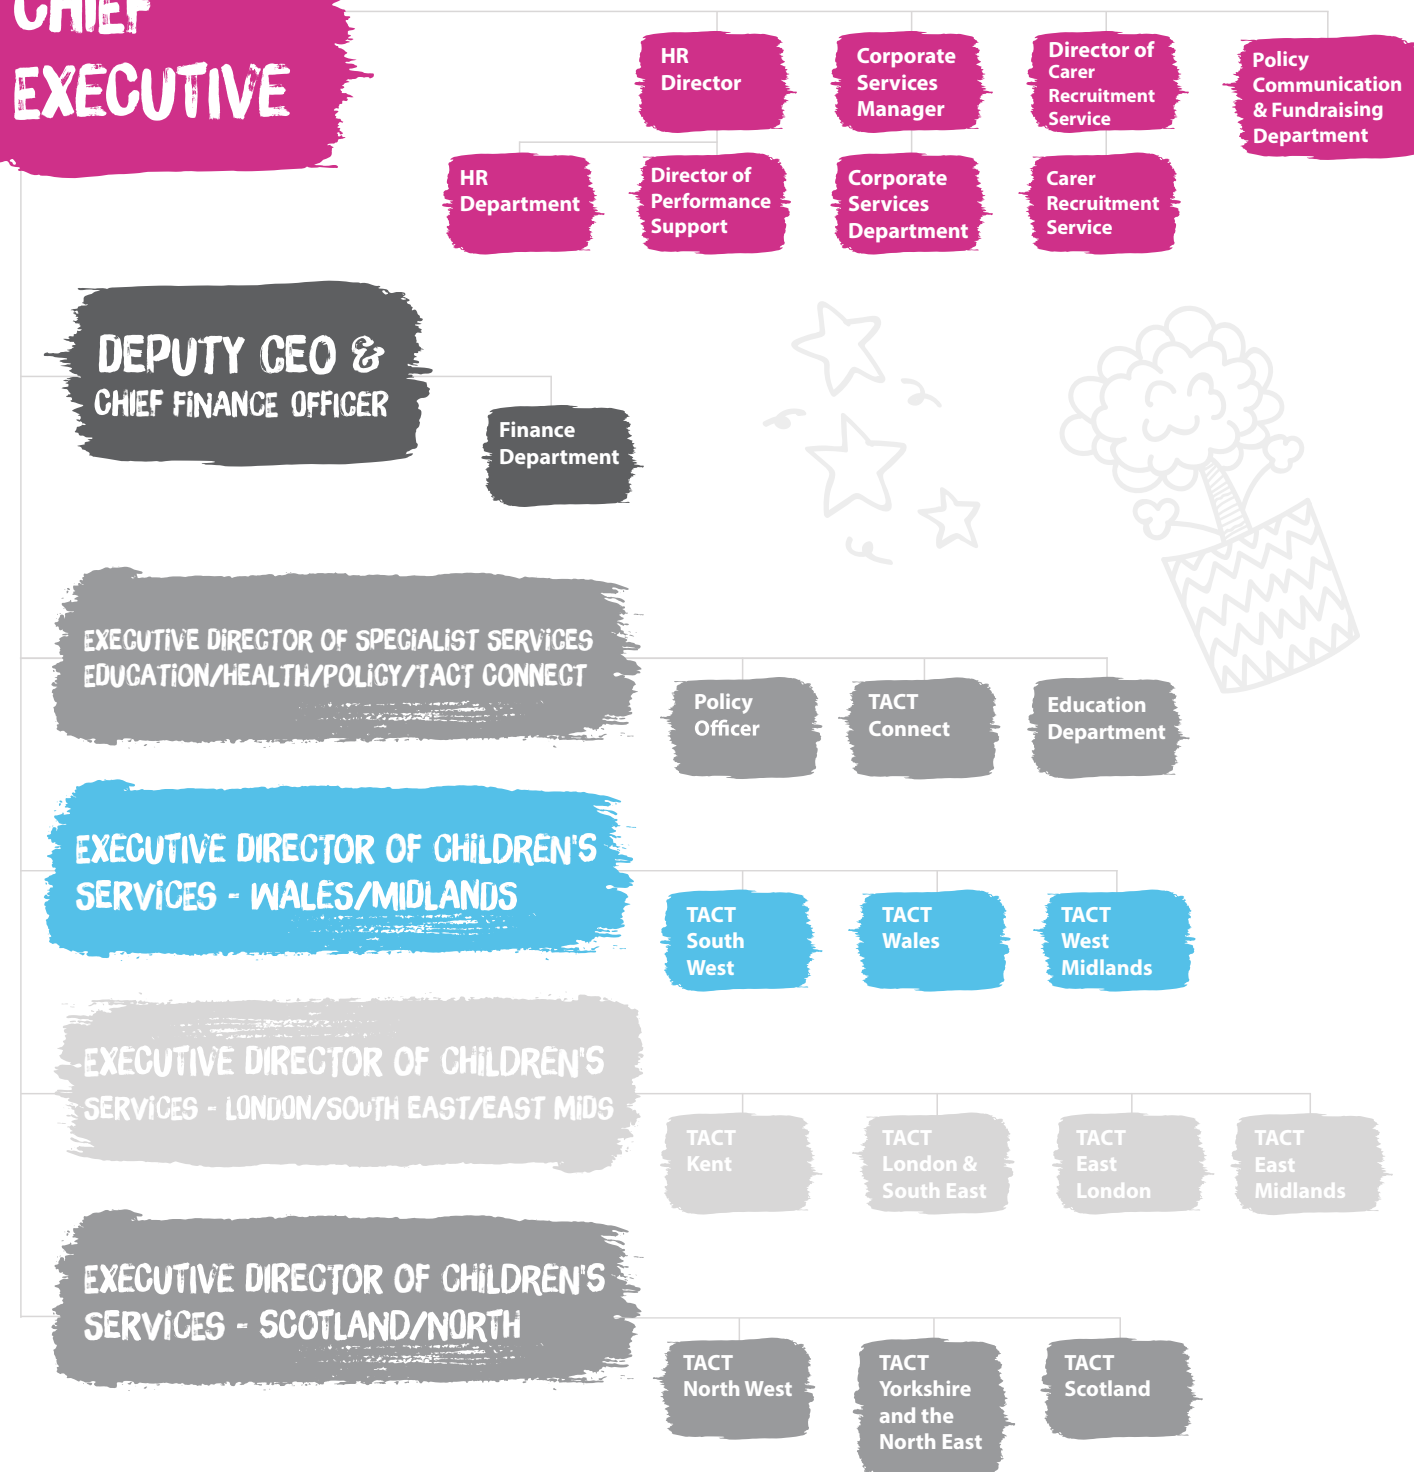 CHIEF
EXECUTIVE
HR
Director
Corporate
Services
Manager
Director of
Carer
Recruitment
Service
Policy
Communication
& Fundraising
Department
HR
Department
Director of
Performance
Support
Corporate
Services
Department
Carer
Recruitment
Service
DEPUTY CEO &
CHIEF FINANCE OFFICER
Finance
Department
EXECUTIVE DIRECTOR OF SPECIALIST SERVICES
EDUCATION/HEALTH/POLICY/TACT CONNECT
Policy
Officer
TACT
Connect
Education
Department
EXECUTIVE DIRECTOR OF CHILDREN'S
SERVICES - WALES/MIDLANDS
TACT
South
West
TACT
Wales
TACT
West
Midlands
EXECUTIVE DIRECTOR OF CHILDREN'S
SERVICES - LONDON/SOUTH EAST/EAST MIDS
TACT
Kent
TACT
London &
South East
TACT
East
London
TACT
East
Midlands
EXECUTIVE DIRECTOR OF CHILDREN'S
SERVICES - SCOTLAND/NORTH
TACT
North West
TACT
Yorkshire
and the
North East
TACT
Scotland